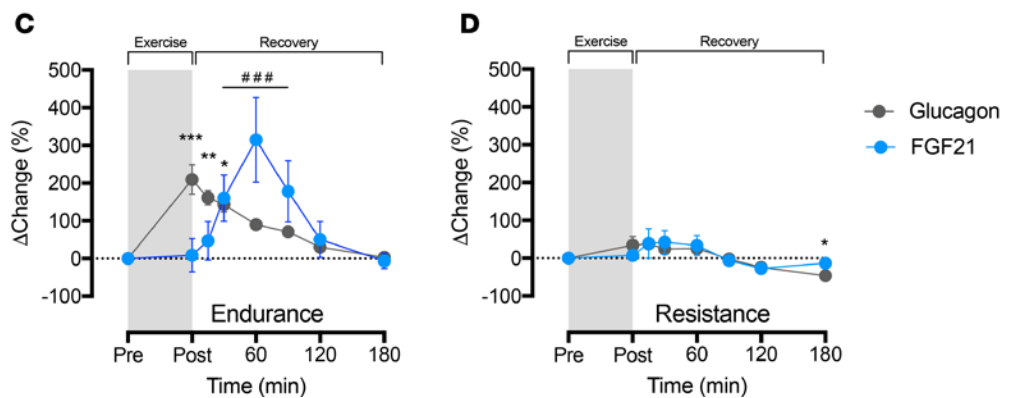 C
Exercise Recovery
500
400
300
200
100
0
-100
ΔChange (%)
###
***
**
*
Endurance
Pre Post 60 120 180
Time (min)
D
Exercise Recovery
500
400
300
200
100
0
-100
ΔChange (%)
*
Resistance
Pre Post 60 120 180
Time (min)
Glucagon
FGF21